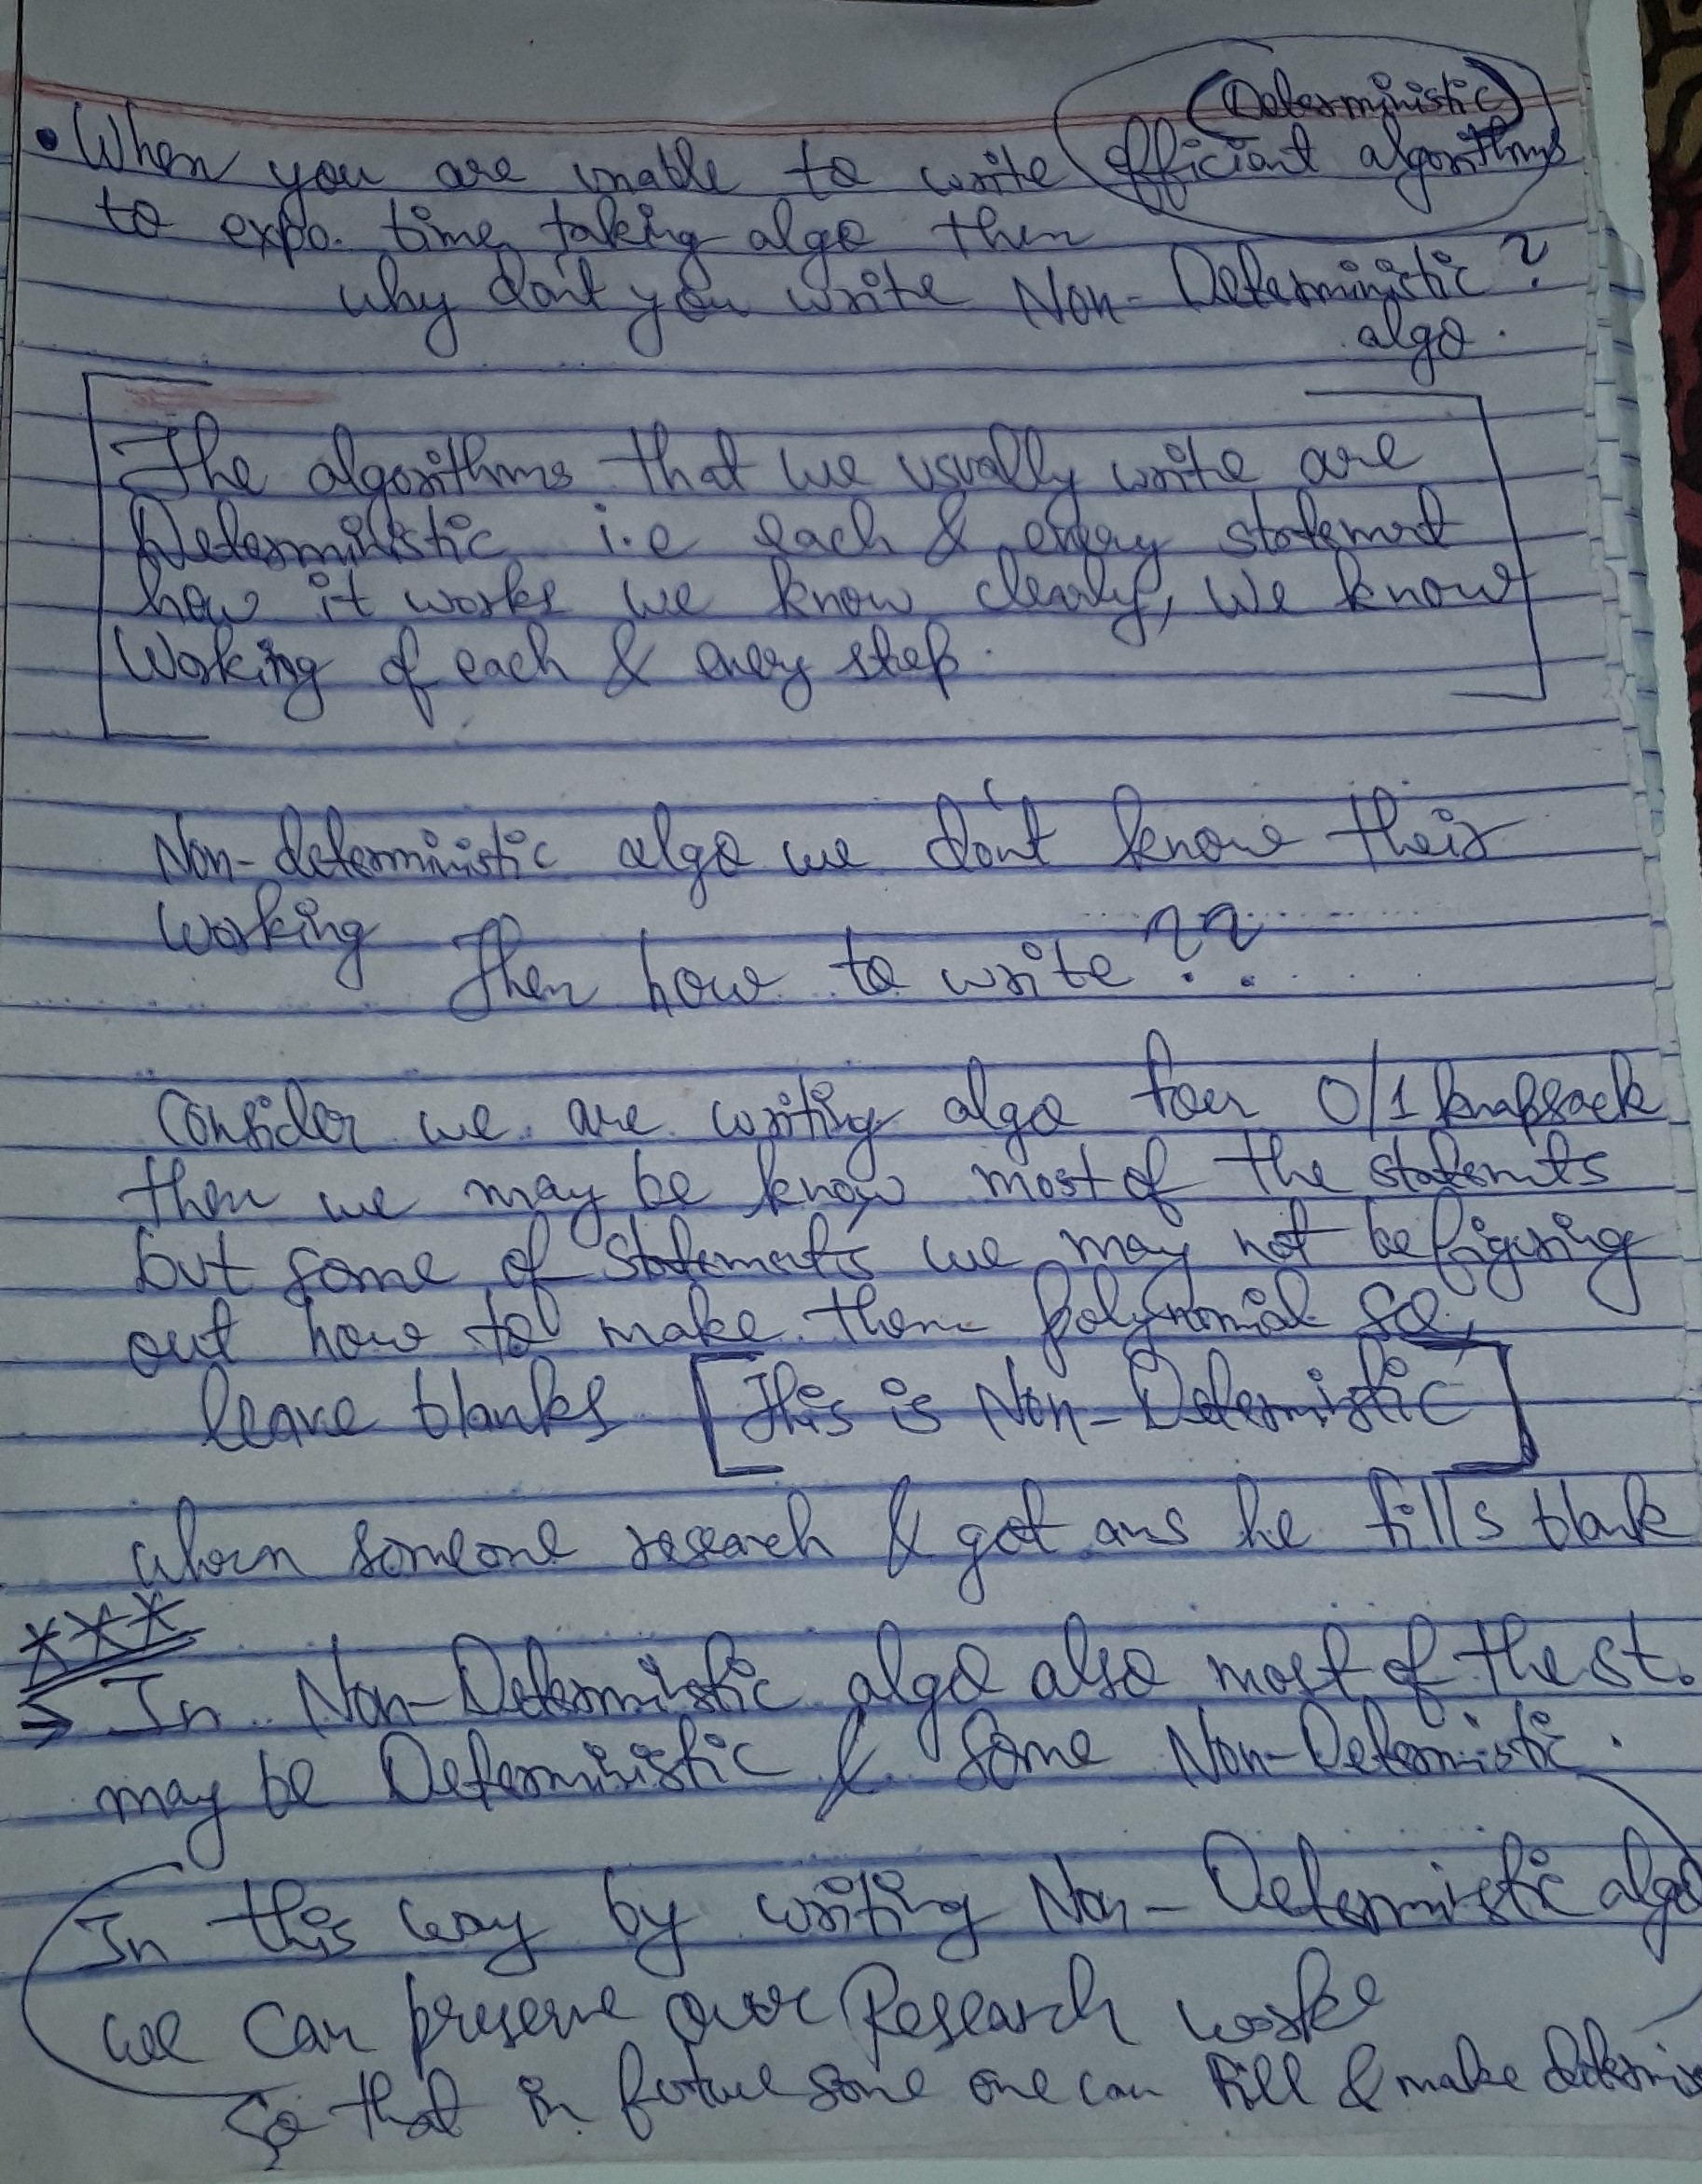 (Deterministic)
• When you are unable to write efficient algorithms
to expo. time taking algo then
why don't you write Non-Deterministic ?
algo.
The algorithms that we usually write are
Deterministic i.e each & every statement
how it works we know clearly, We know
Working of each & every step.
Non-deterministic algo we don't know their
working
Then how to write ??
Consider we are writing algo for 0/1 knapsack
then we may be know most of the statemnts
but some of statements we may not be figuring
out how to make them polynomial so,
leave blanks [This is Non-Determistic]
when someone research & got ans he fills blank
***
→ In Non-Determistic algo also most of the st.
may be Deterministic & some Non-Determistic.
In this way by writing Non-Determistic algo
we can preserve our Research work
So that in future some one can fill & make